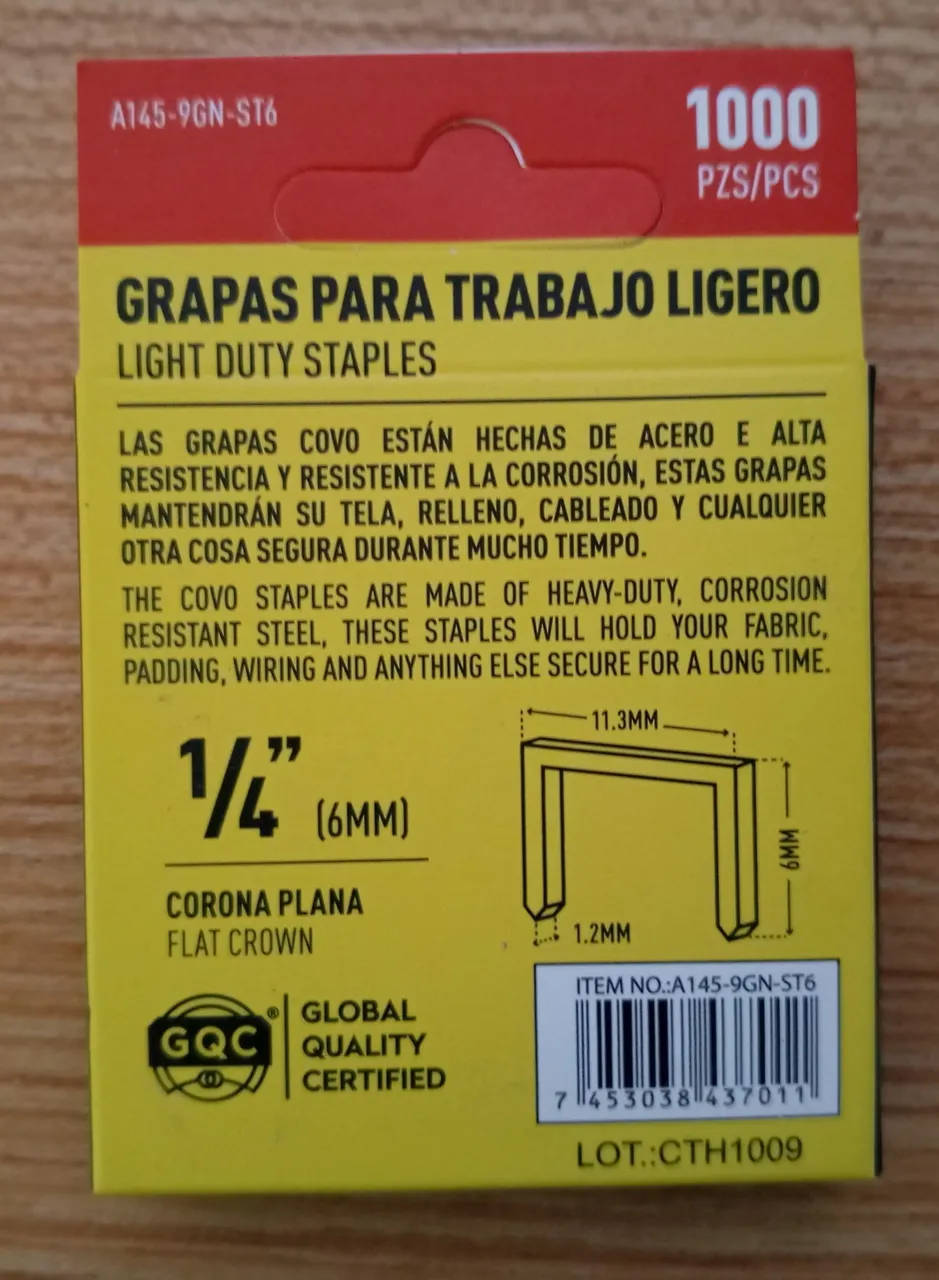 A145-9GN-ST6
1000
PZS/PCS
GRAPAS PARA TRABAJO LIGERO
LIGHT DUTY STAPLES
LAS GRAPAS COVO ESTÁN HECHAS DE ACERO E ALTA
RESISTENCIA Y RESISTENTE A LA CORROSIÓN, ESTAS GRAPAS
MANTENDRÁN SU TELA, RELLENO, CABLEADO Y CUALQUIER
OTRA COSA SEGURA DURANTE MUCHO TIEMPO.
THE COVO STAPLES ARE MADE OF HEAVY-DUTY, CORROSION
RESISTANT STEEL, THESE STAPLES WILL HOLD YOUR FABRIC,
PADDING, WIRING AND ANYTHING ELSE SECURE FOR A LONG TIME.
1/4” (6MM)
CORONA PLANA
FLAT CROWN
11.3MM
6MM
1.2MM
GQC®
GLOBAL
QUALITY
CERTIFIED
ITEM NO.:A145-9GN-ST6
7 453038 437011
LOT.:CTH1009